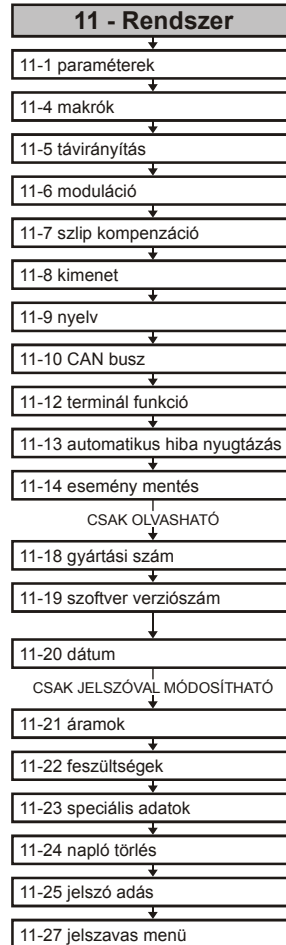 11 - Rendszer
11-1 paraméterek
11-4 makrók
11-5 távirányítás
11-6 moduláció
11-7 szlip kompenzáció
11-8 kimenet
11-9 nyelv
11-10 CAN busz
11-12 terminál funkció
11-13 automatikus hiba nyugtázás
11-14 esemény mentés
CSAK OLVASHATÓ
11-18 gyártási szám
11-19 szoftver verziószám
11-20 dátum
CSAK JELSZÓVAL MÓDOSÍTHATÓ
11-21 áramok
11-22 feszültségek
11-23 speciális adatok
11-24 napló törlés
11-25 jelszó adás
11-27 jelszavas menü